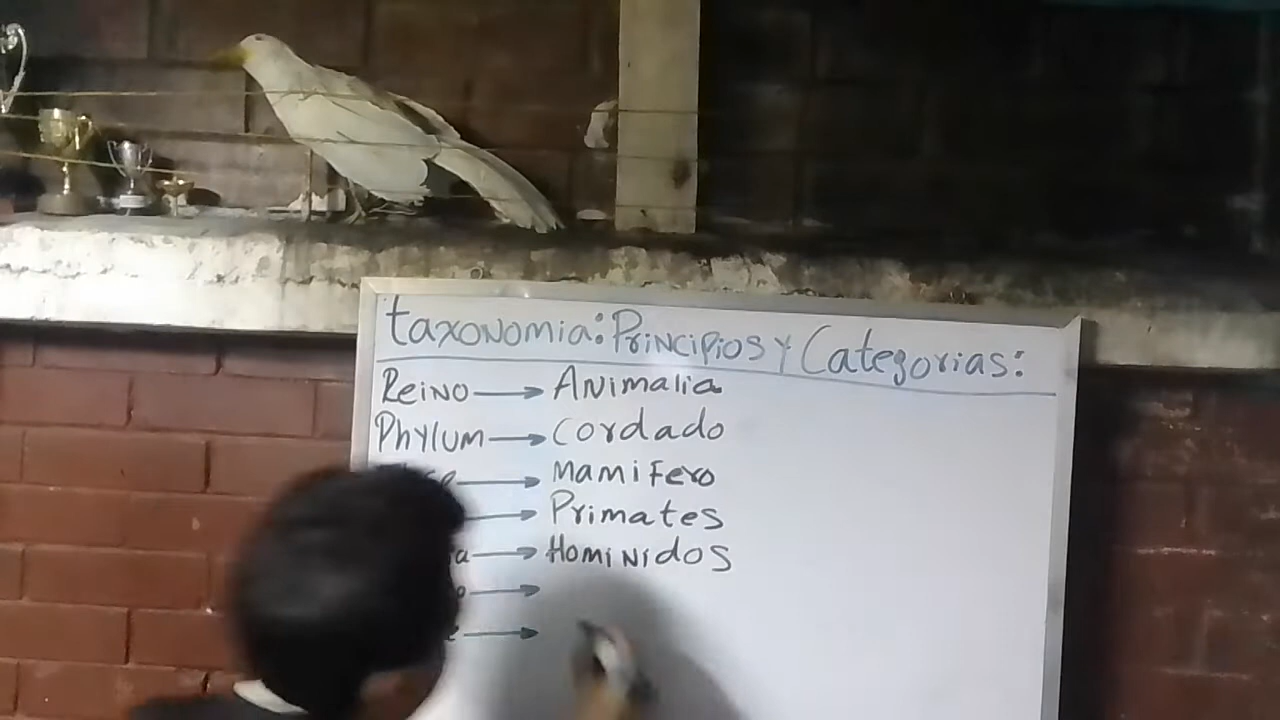 taxonomia: Principios y Categorias:
Reino → Animalia
Phylum → Cordado
→ Mamifero
→ Primates
→ Hominidos
→
→